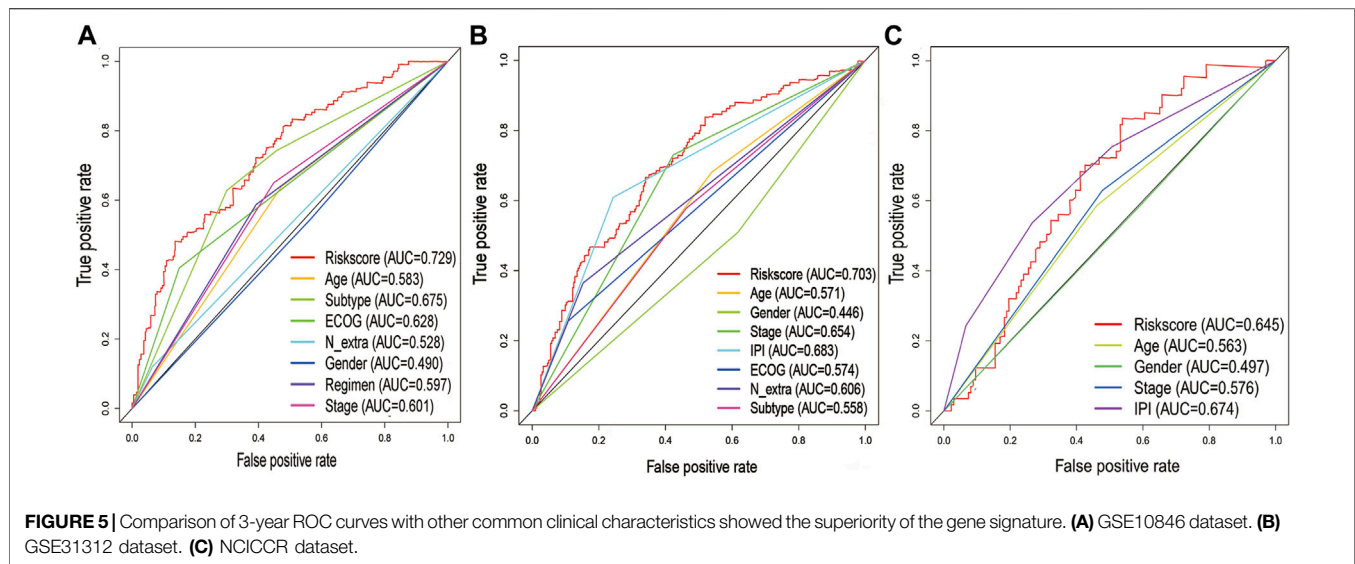 A
True positive rate
0.0
0.2
0.4
0.6
0.8
1.0
0.0 0.2 0.4 0.6 0.8 1.0
False positive rate
Riskscore (AUC=0.729)
Age (AUC=0.583)
Subtype (AUC=0.675)
ECOG (AUC=0.628)
N_extra (AUC=0.528)
Gender (AUC=0.490)
Regimen (AUC=0.597)
Stage (AUC=0.601)
B
True positive rate
0.0
0.2
0.4
0.6
0.8
1.0
0.0 0.2 0.4 0.6 0.8 1.0
False positive rate
Riskscore (AUC=0.703)
Age (AUC=0.571)
Gender (AUC=0.446)
Stage (AUC=0.654)
IPI (AUC=0.683)
ECOG (AUC=0.574)
N_extra (AUC=0.606)
Subtype (AUC=0.558)
C
True positive rate
0.0
0.2
0.4
0.6
0.8
1.0
0.0 0.2 0.4 0.6 0.8 1.0
False positive rate
Riskscore (AUC=0.645)
Age (AUC=0.563)
Gender (AUC=0.497)
Stage (AUC=0.576)
IPI (AUC=0.674)
FIGURE 5 | Comparison of 3-year ROC curves with other common clinical characteristics showed the superiority of the gene signature. (A) GSE10846 dataset. (B)
GSE31312 dataset. (C) NCICCR dataset.